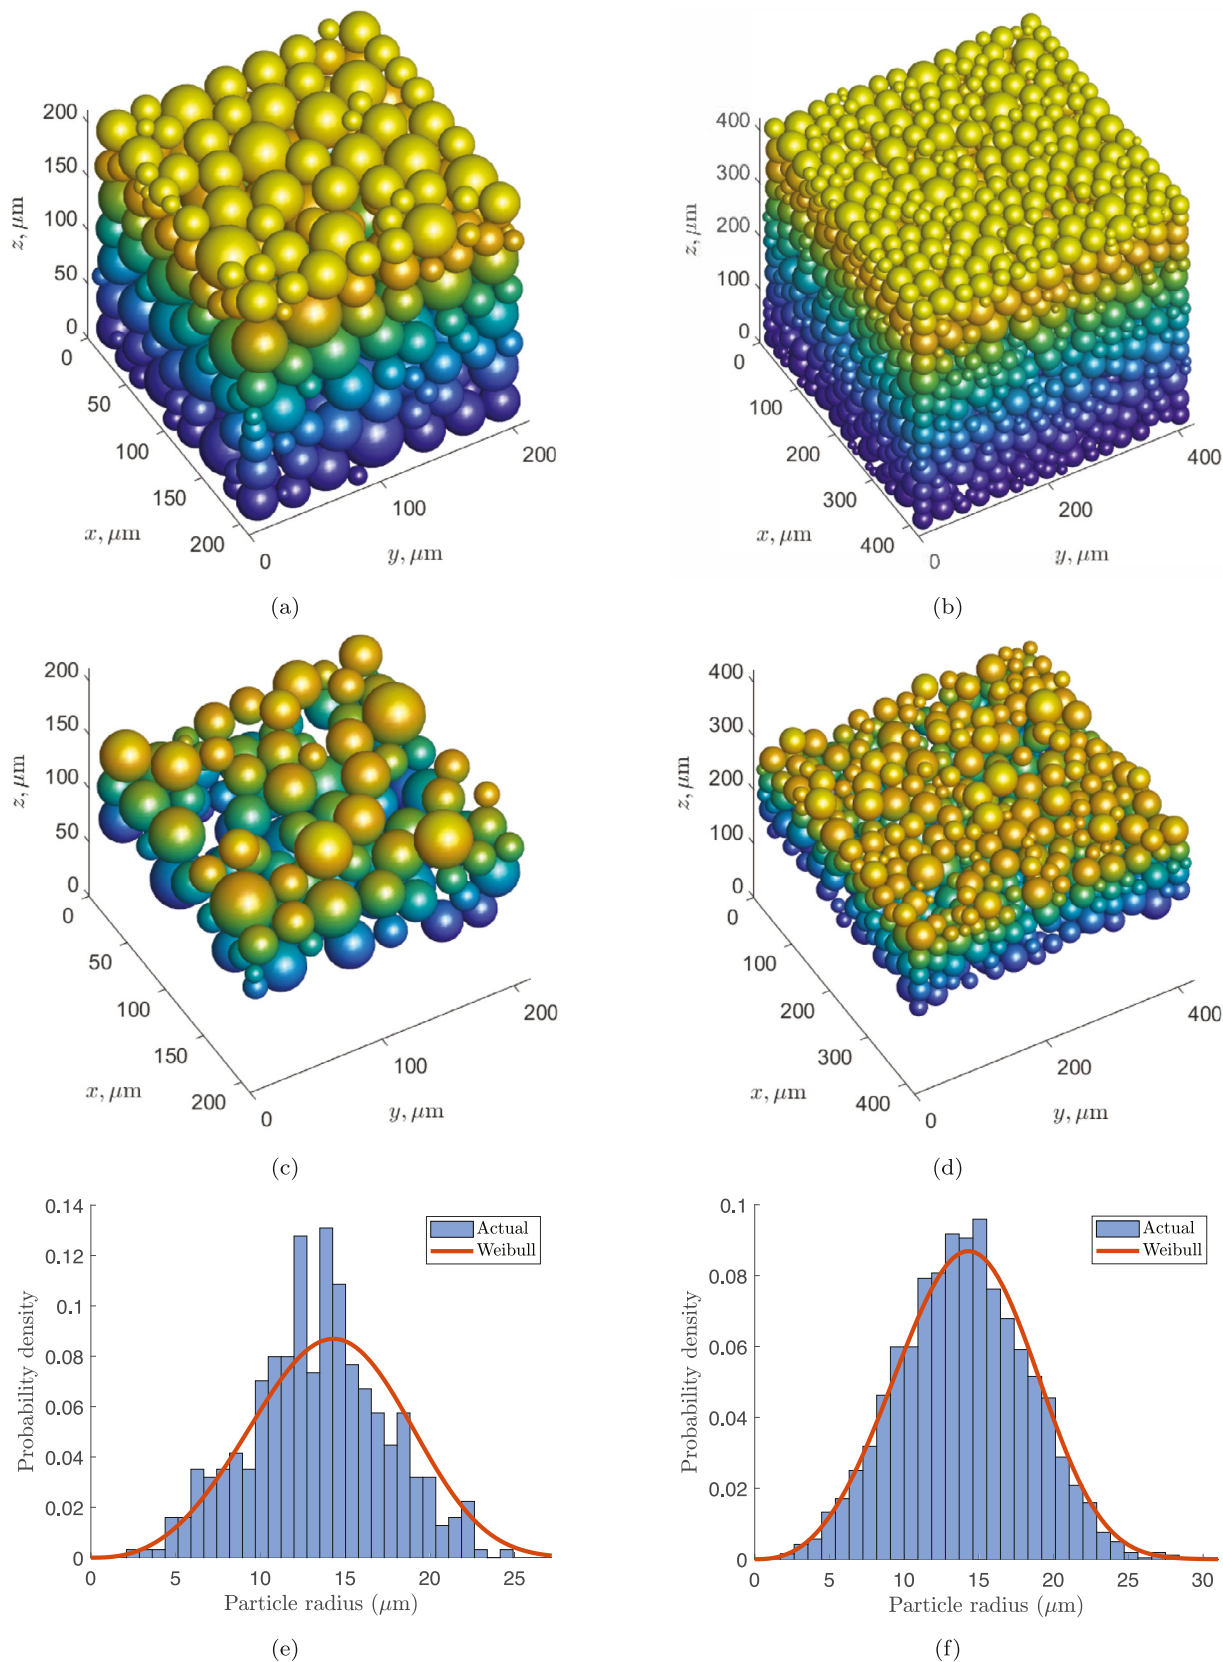 200
150
100
50
0
z, μm
0
50
100
150
200
x, μm
0
100
200
y, μm
(a)
400
300
200
100
0
z, μm
0
100
200
300
400
x, μm
0
200
400
y, μm
(b)
200
150
100
50
0
z, μm
0
50
100
150
200
x, μm
0
100
200
y, μm
(c)
400
300
200
100
0
z, μm
0
100
200
300
400
x, μm
0
200
400
y, μm
(d)
0.14
0.12
0.1
0.08
0.06
0.04
0.02
0
Probability density
Actual
Weibull
0 5 10 15 20 25
Particle radius (μm)
(e)
0.1
0.08
0.06
0.04
0.02
0
Probability density
Actual
Weibull
0 5 10 15 20 25 30
Particle radius (μm)
(f)